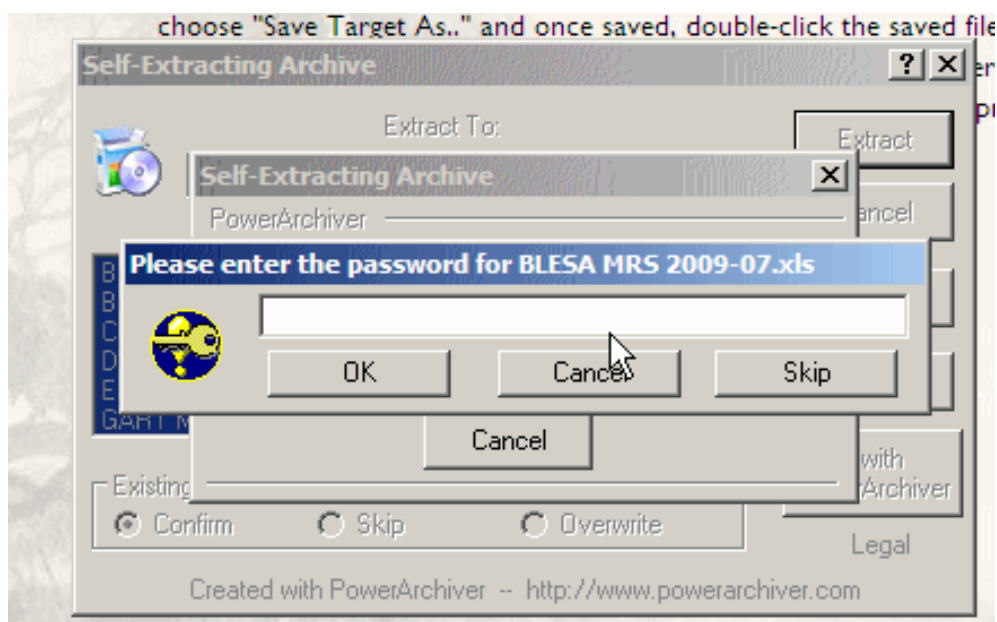 choose "Save Target As.." and once saved, double-click the saved file
Self-Extracting Archive
Extract To:
Extract
Self-Extracting Archive
PowerArchiver
Please enter the password for BLESA MRS 2009-07.xls
B
B
C
D
E
OK
Cancel
Skip
Cancel
with
Existing
Confirm
Skip
Overwrite
Legal
Created with PowerArchiver -- http://www.powerarchiver.com